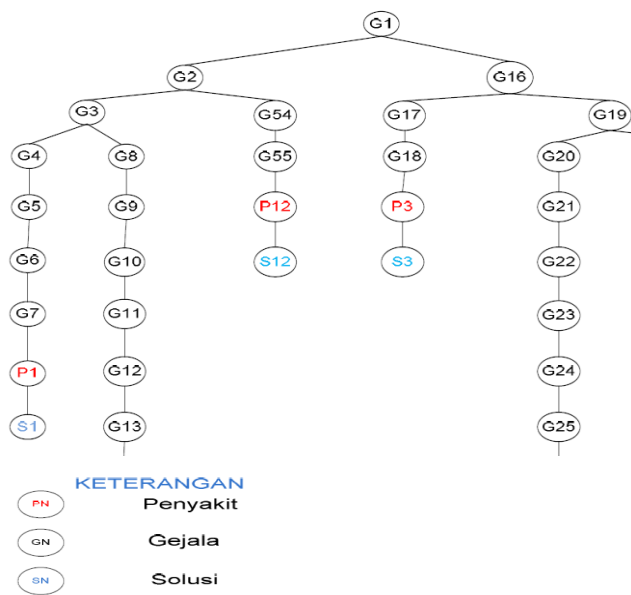 G1
G2 G16
G3 G54 G17 G19
G4 G8 G55 G18 G20
G5 G9 P12 P3 G21
G6 G10 S12 S3 G22
G7 G11 G23
P1 G12 G24
S1 G13 G25
KETERANGAN
PN Penyakit
GN Gejala
SN Solusi